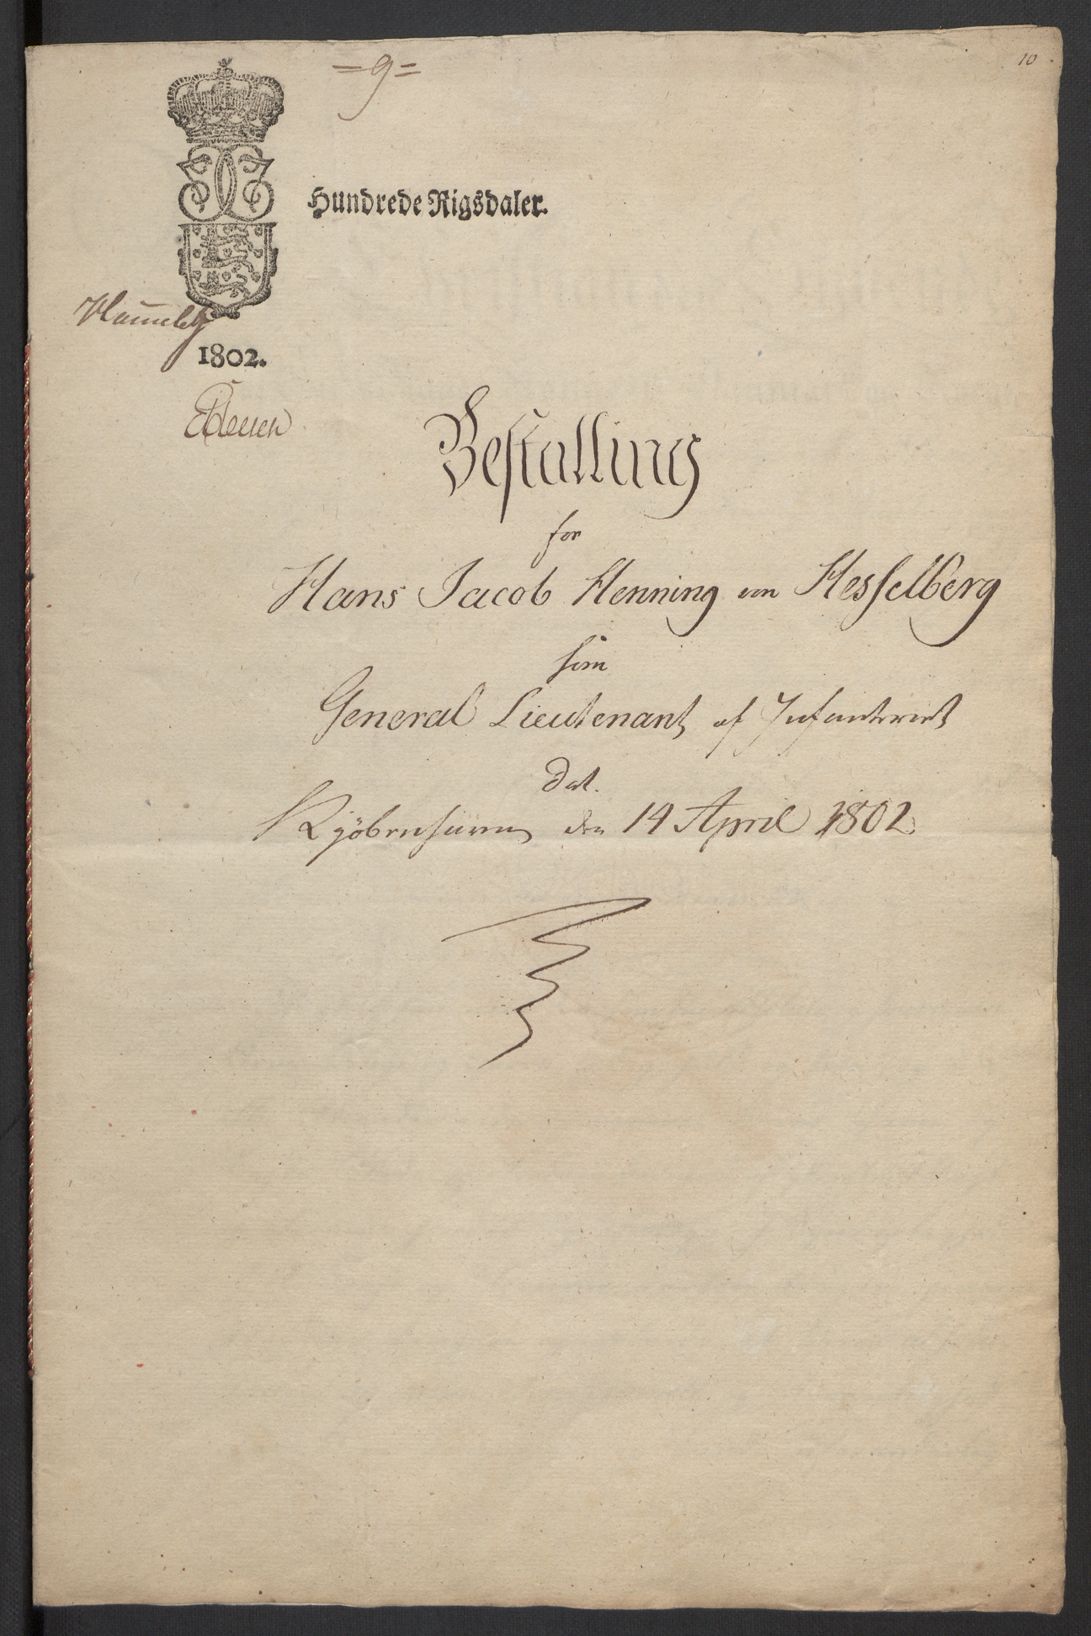 10
= 9 =
Hundrede Rigsdaler.
1802.
Bestalling
for
Hans Jacob Henning von Hesselberg
som
General Lieutenant af Infanteriet
Dat.
Kjöbenhavn den 14 April 1802.